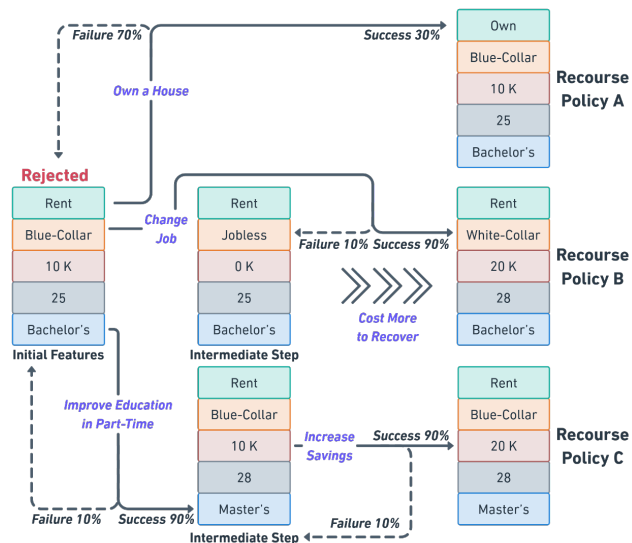 Failure 70%
Success 30%
Own a House
Own
Blue-Collar
10 K
25
Bachelor's
Recourse
Policy A
Rejected
Rent
Blue-Collar
10 K
25
Bachelor's
Initial Features
Change
Job
Rent
Jobless
0 K
25
Bachelor's
Intermediate Step
Failure 10%
Success 90%
Cost More
to Recover
Rent
White-Collar
20 K
28
Bachelor's
Recourse
Policy B
Improve Education
in Part-Time
Failure 10%
Success 90%
Rent
Blue-Collar
10 K
28
Master's
Intermediate Step
Increase
Savings
Success 90%
Failure 10%
Rent
Blue-Collar
20 K
28
Master's
Recourse
Policy C